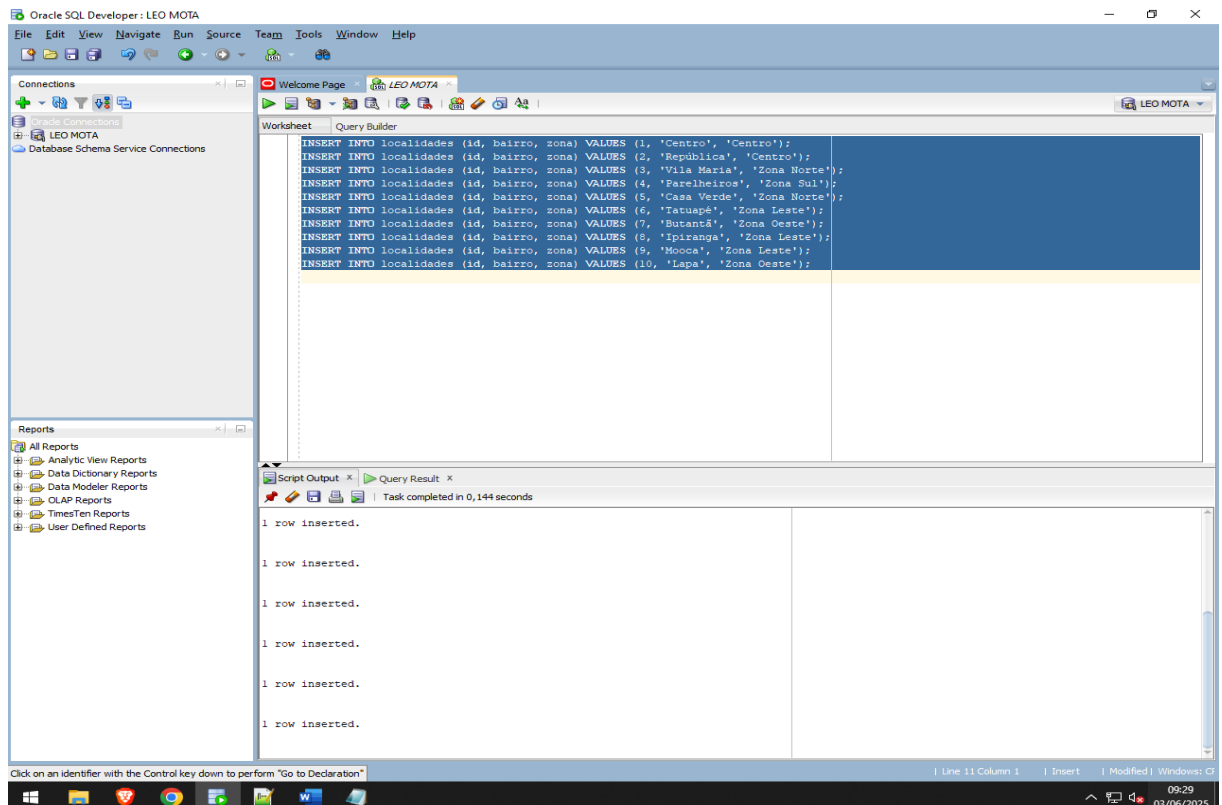 Oracle SQL Developer : LEO MOTA
File Edit View Navigate Run Source Team Tools Window Help
Connections
Oracle Connections
LEO MOTA
Database Schema Service Connections
Reports
All Reports
Analytic View Reports
Data Dictionary Reports
Data Modeler Reports
OLAP Reports
TimesTen Reports
User Defined Reports
Welcome Page LEO MOTA
LEO MOTA
Worksheet Query Builder
INSERT INTO localidades (id, bairro, zona) VALUES (1, 'Centro', 'Centro');
INSERT INTO localidades (id, bairro, zona) VALUES (2, 'República', 'Centro');
INSERT INTO localidades (id, bairro, zona) VALUES (3, 'Vila Maria', 'Zona Norte');
INSERT INTO localidades (id, bairro, zona) VALUES (4, 'Parelheiros', 'Zona Sul');
INSERT INTO localidades (id, bairro, zona) VALUES (5, 'Casa Verde', 'Zona Norte');
INSERT INTO localidades (id, bairro, zona) VALUES (6, 'Tatuapé', 'Zona Leste');
INSERT INTO localidades (id, bairro, zona) VALUES (7, 'Butantã', 'Zona Oeste');
INSERT INTO localidades (id, bairro, zona) VALUES (8, 'Ipiranga', 'Zona Leste');
INSERT INTO localidades (id, bairro, zona) VALUES (9, 'Mooca', 'Zona Leste');
INSERT INTO localidades (id, bairro, zona) VALUES (10, 'Lapa', 'Zona Oeste');
Script Output Query Result
Task completed in 0,144 seconds
1 row inserted.
1 row inserted.
1 row inserted.
1 row inserted.
1 row inserted.
1 row inserted.
Click on an identifier with the Control key down to perform "Go to Declaration"
Line 11 Column 1 Insert Modified Windows:
09:29
03/06/2025